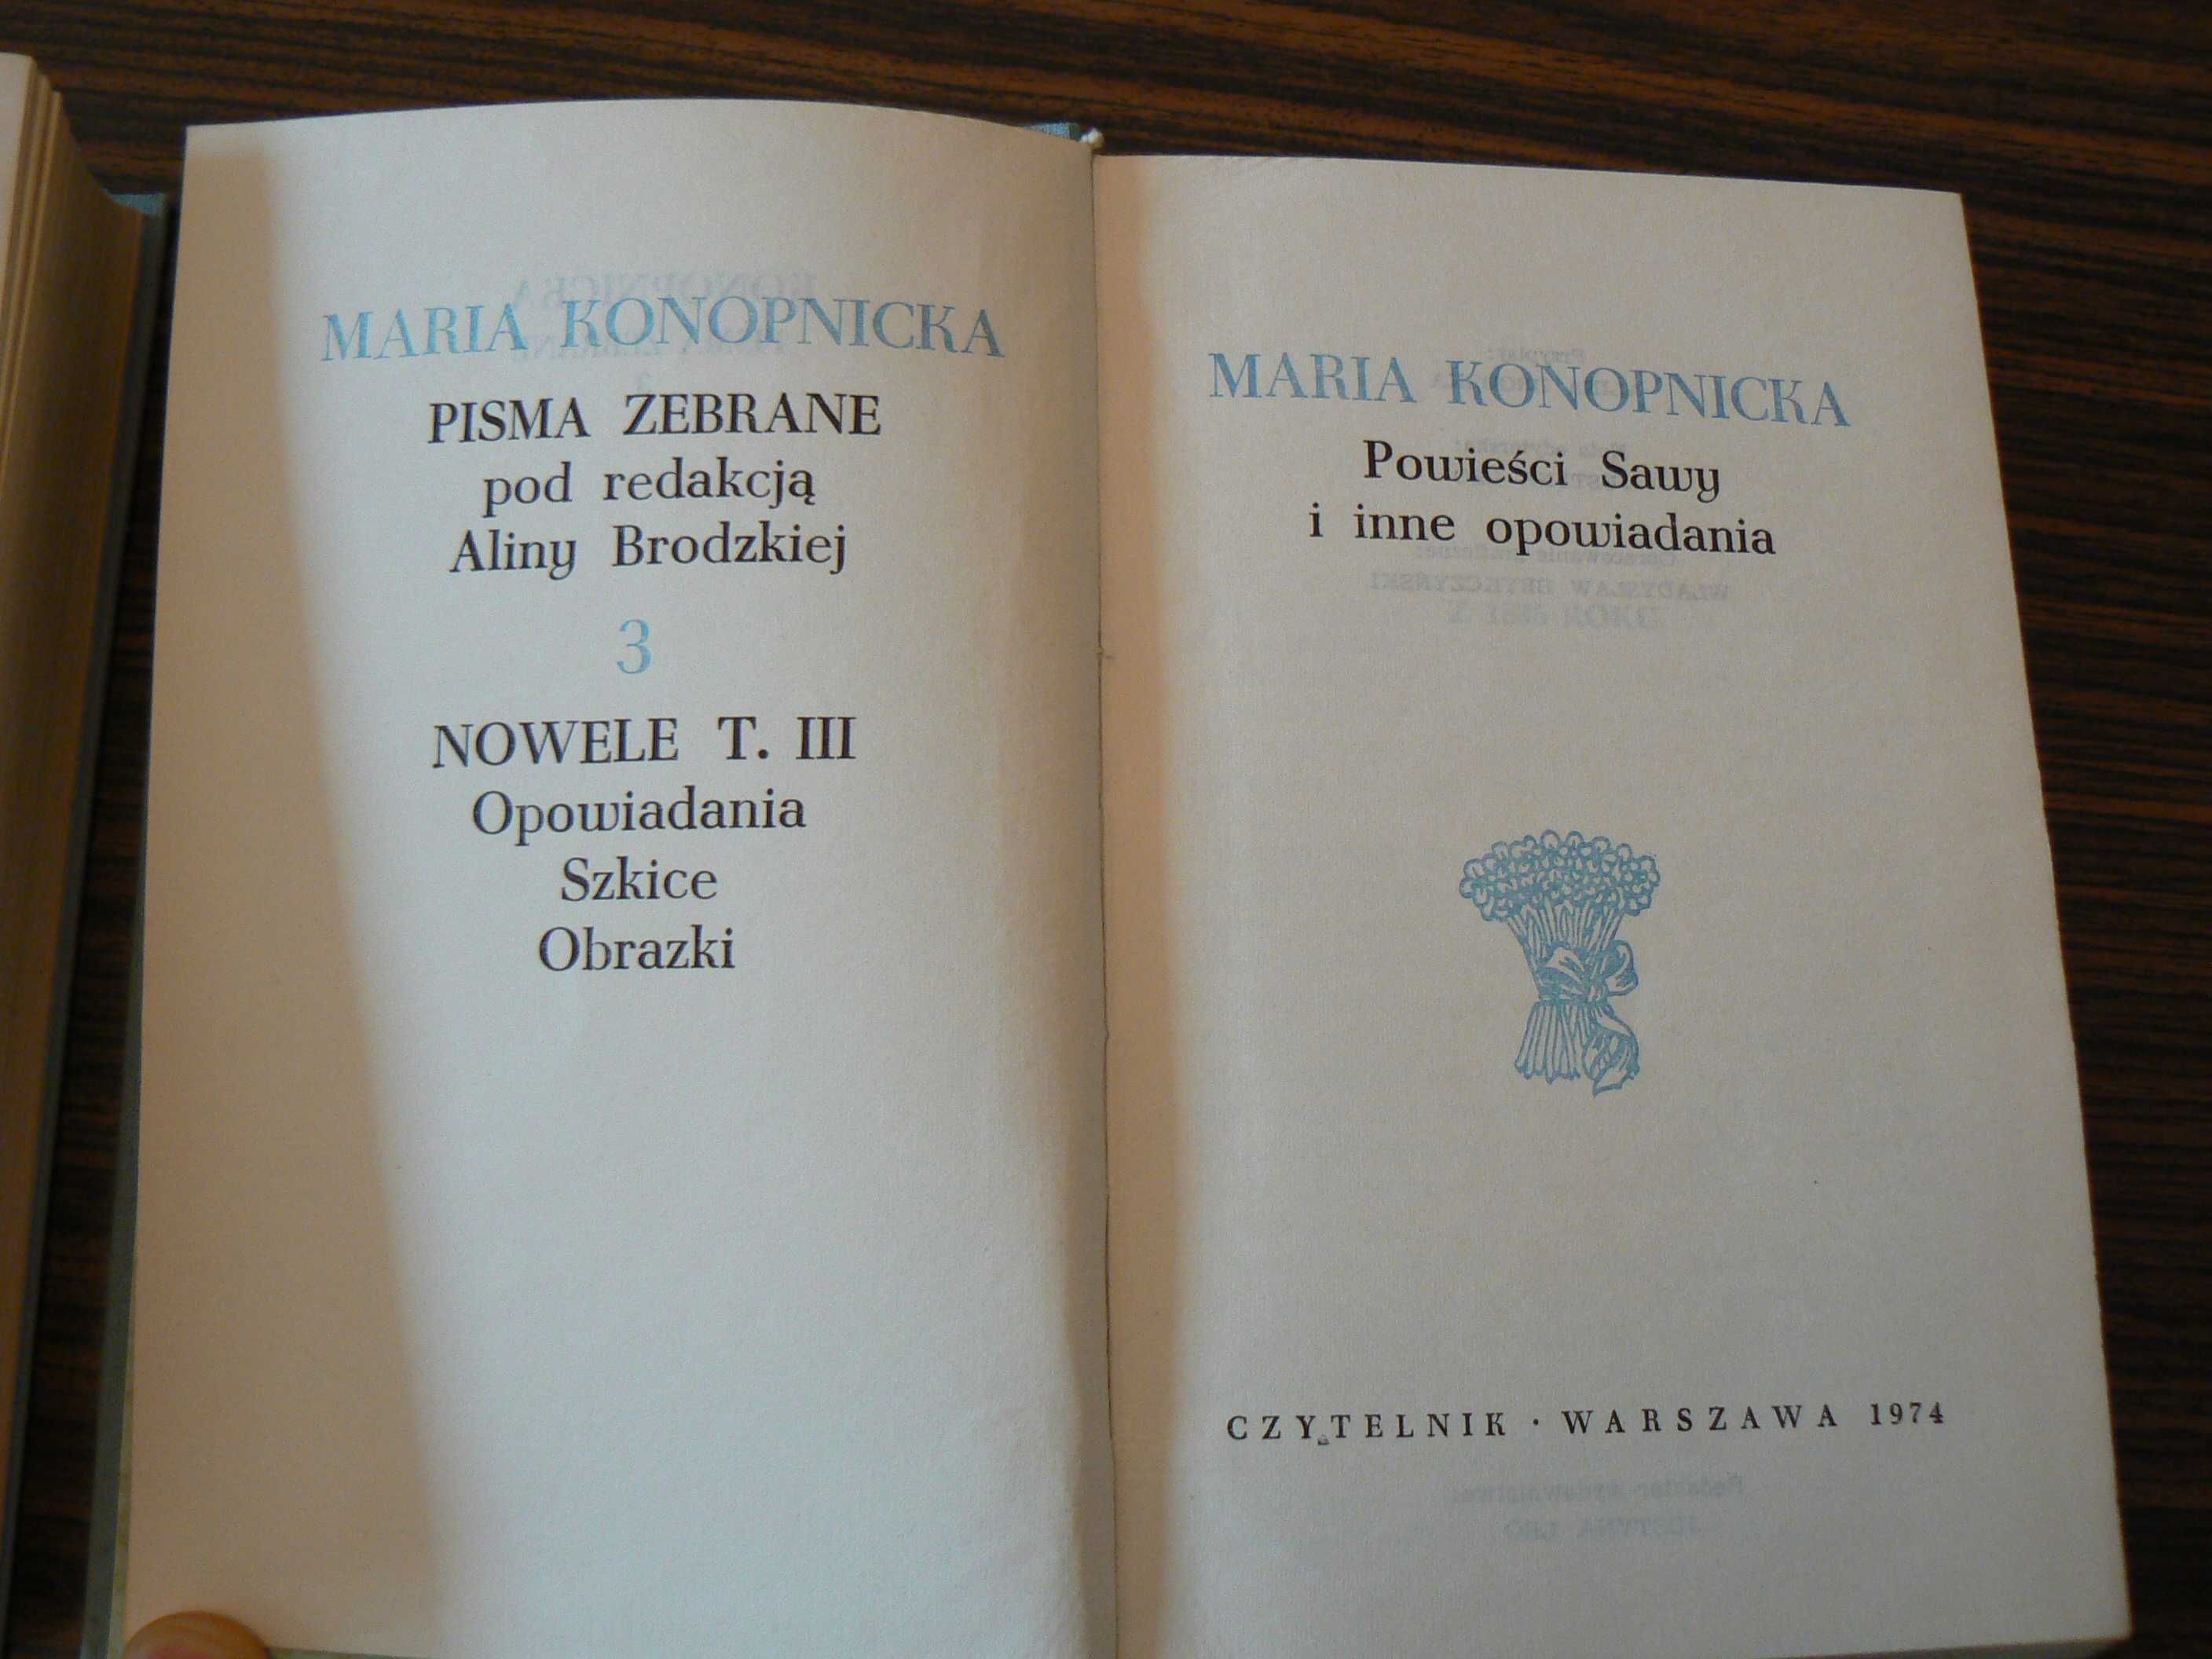 MARIA KONOPNICKA
PISMA ZEBRANE
pod redakcją
Aliny Brodzkiej
3
NOWELE T. III
Opowiadania
Szkice
Obrazki
MARIA KONOPNICKA
Powieści Sawy
i inne opowiadania
CZYTELNIK · WARSZAWA 1974